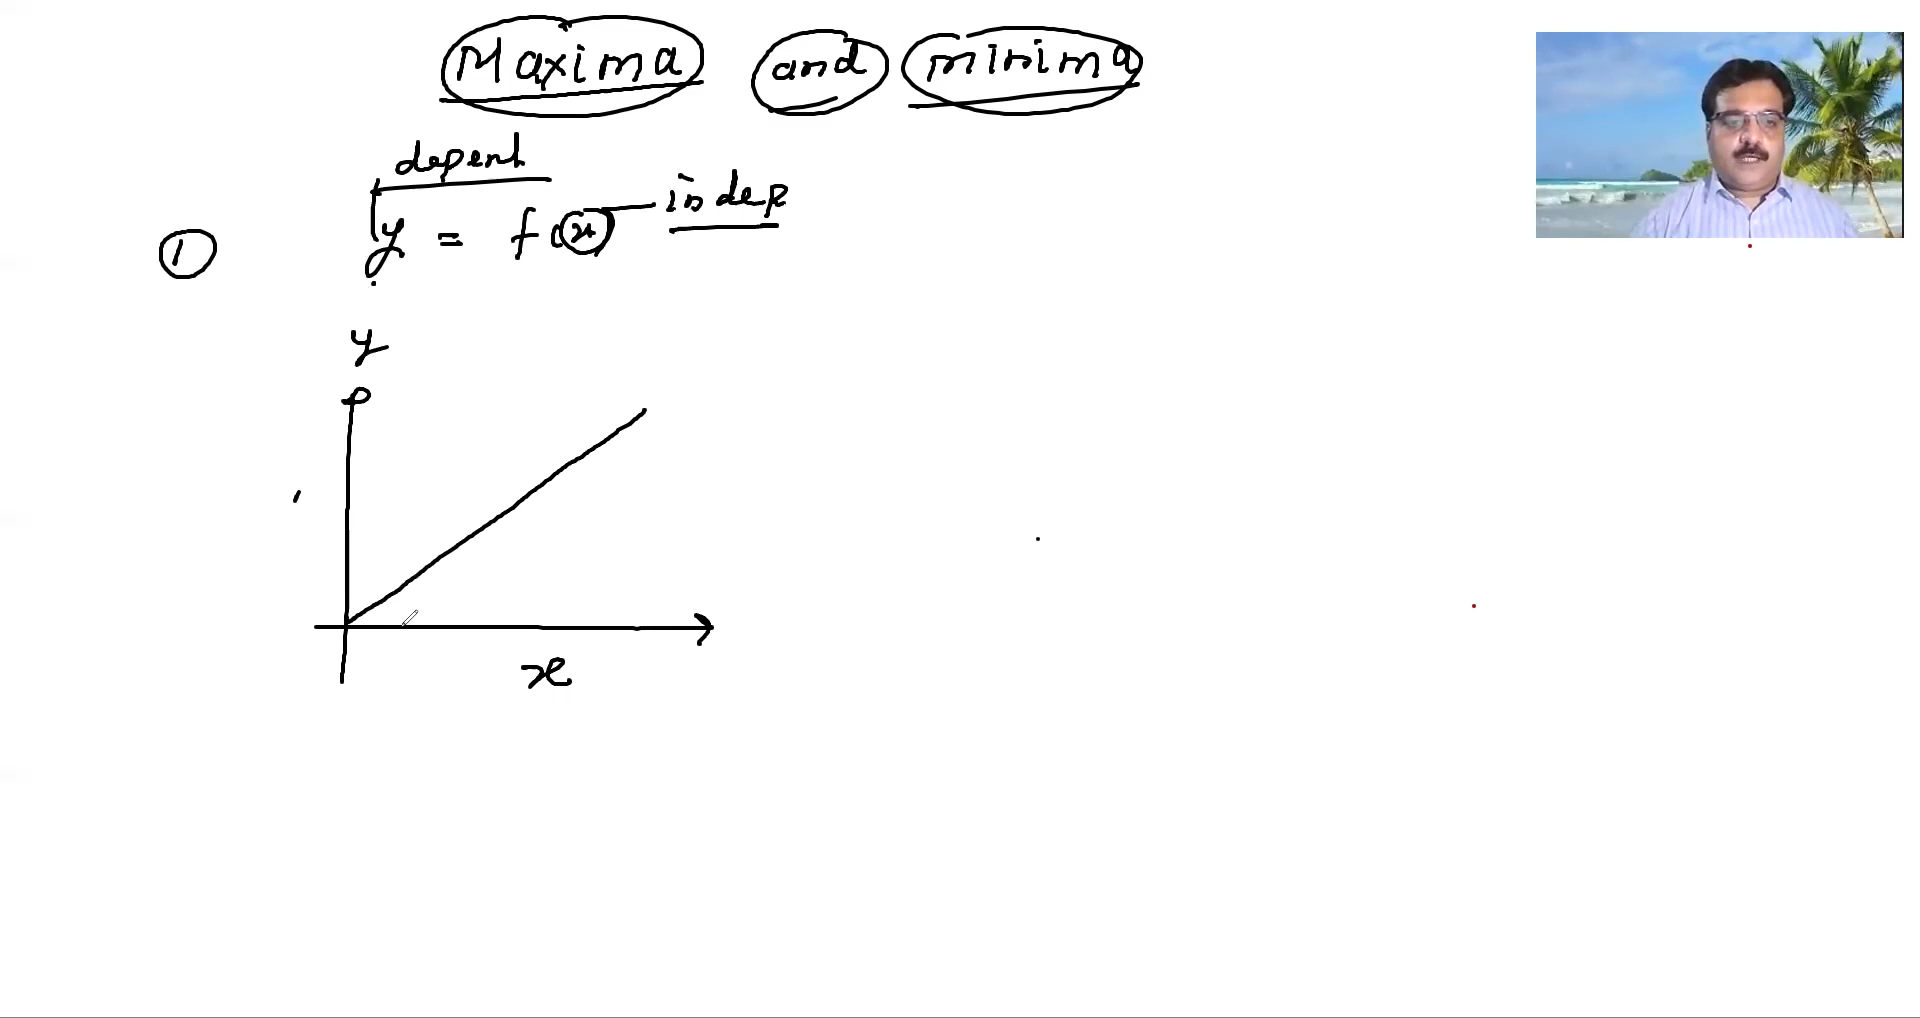 Maxima and minima
depent
indep
① y = f(x)
y
x